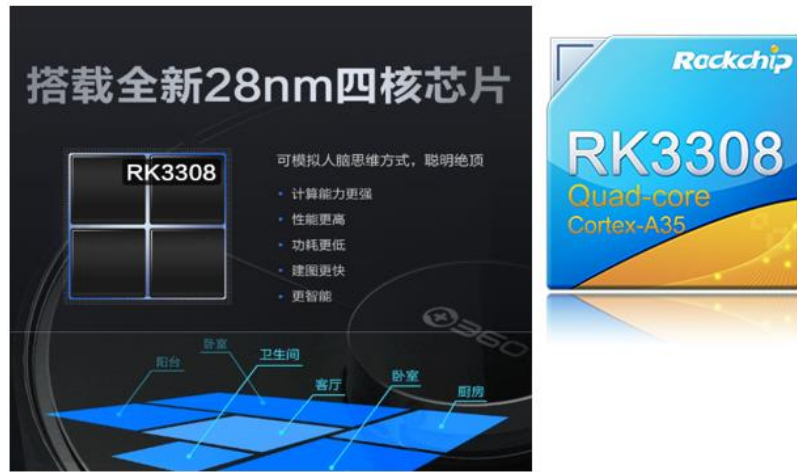 搭载全新28nm四核芯片
RK3308
可模拟人脑思维方式，聪明绝顶
· 计算能力更强
· 性能更高
· 功耗更低
· 建图更快
· 更智能
360
阳台
卧室
卫生间
客厅
卧室
厨房
Rockchip
RK3308
Quad-core
Cortex-A35